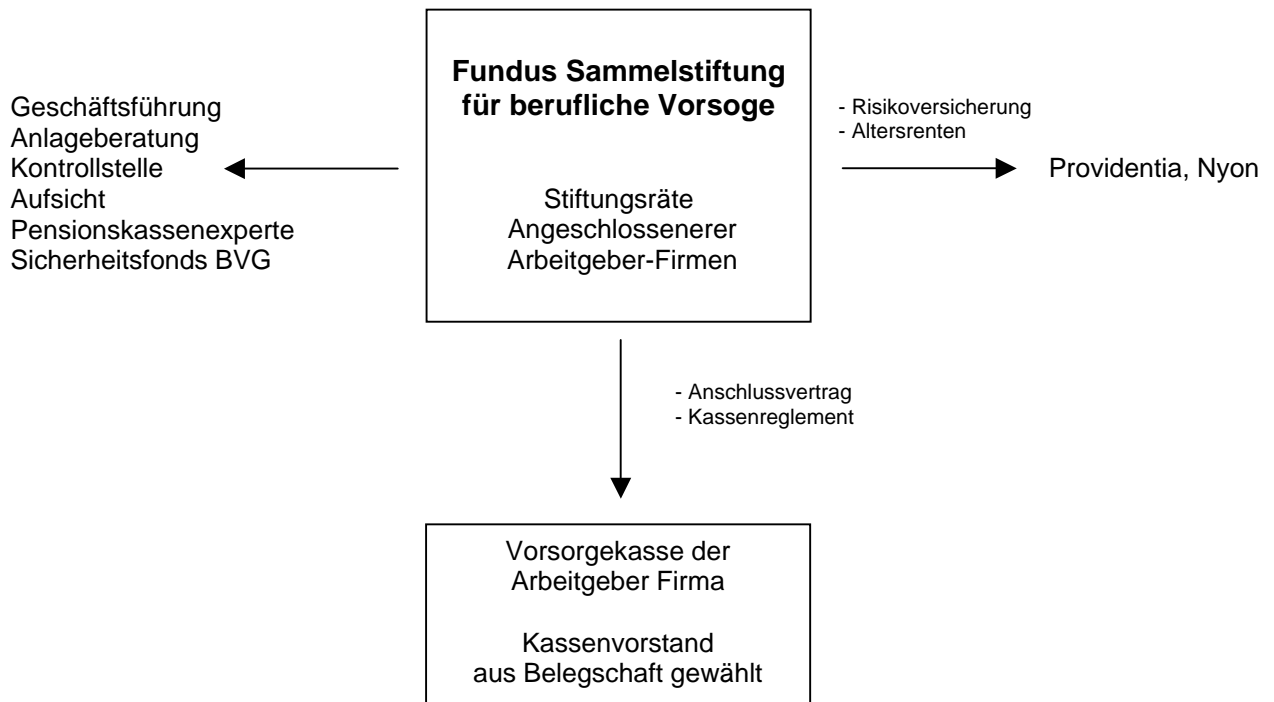 Fundus Sammelstiftung
für berufliche Vorsoge
Stiftungsräte
Angeschlossenerer
Arbeitgeber-Firmen
Geschäftsführung
Anlageberatung
Kontrollstelle
Aufsicht
Pensionskassenexperte
Sicherheitsfonds BVG
- Risikoversicherung
- Altersrenten
Providentia, Nyon
- Anschlussvertrag
- Kassenreglement
Vorsorgekasse der
Arbeitgeber Firma
Kassenvorstand
aus Belegschaft gewählt